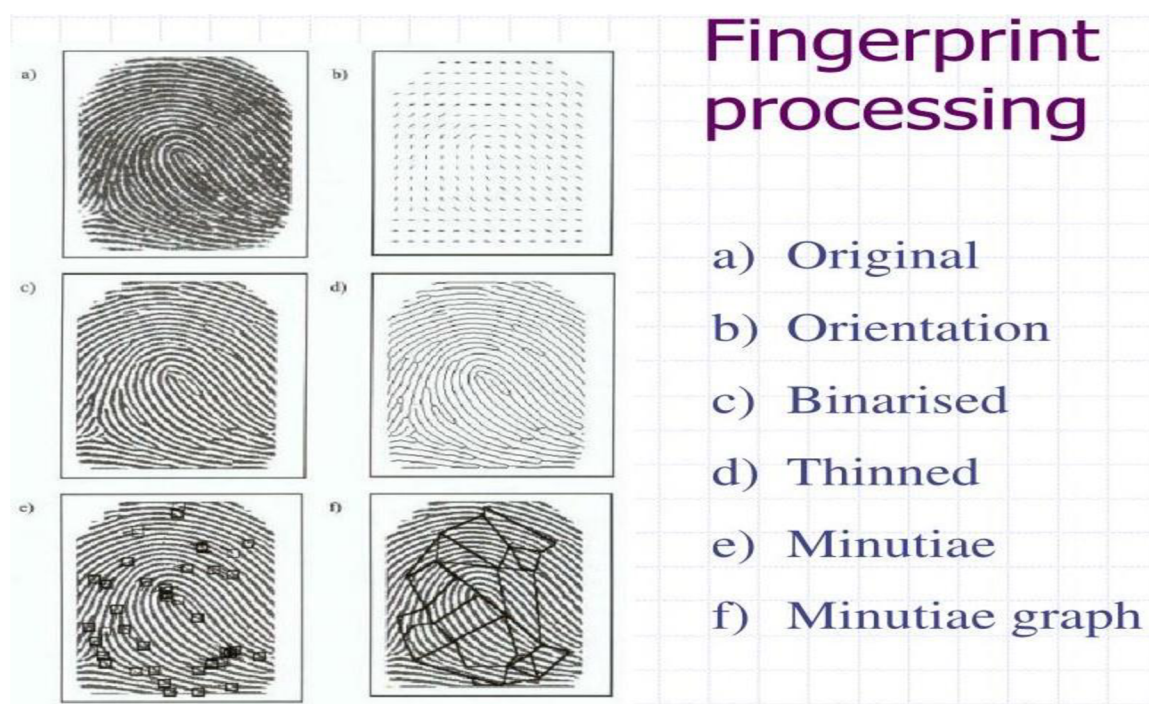 Fingerprint
processing
a)
b)
c)
d)
e)
f)
a) Original
b) Orientation
c) Binarised
d) Thinned
e) Minutiae
f) Minutiae graph